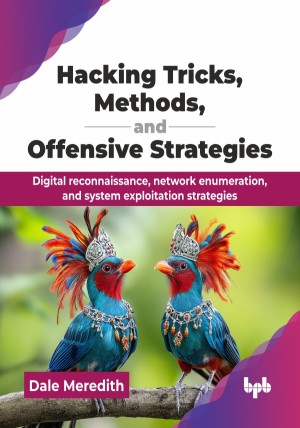 Hacking Tricks,
Methods,
and
Offensive Strategies
Digital reconnaissance, network enumeration,
and system exploitation strategies
Dale Meredith
bpb